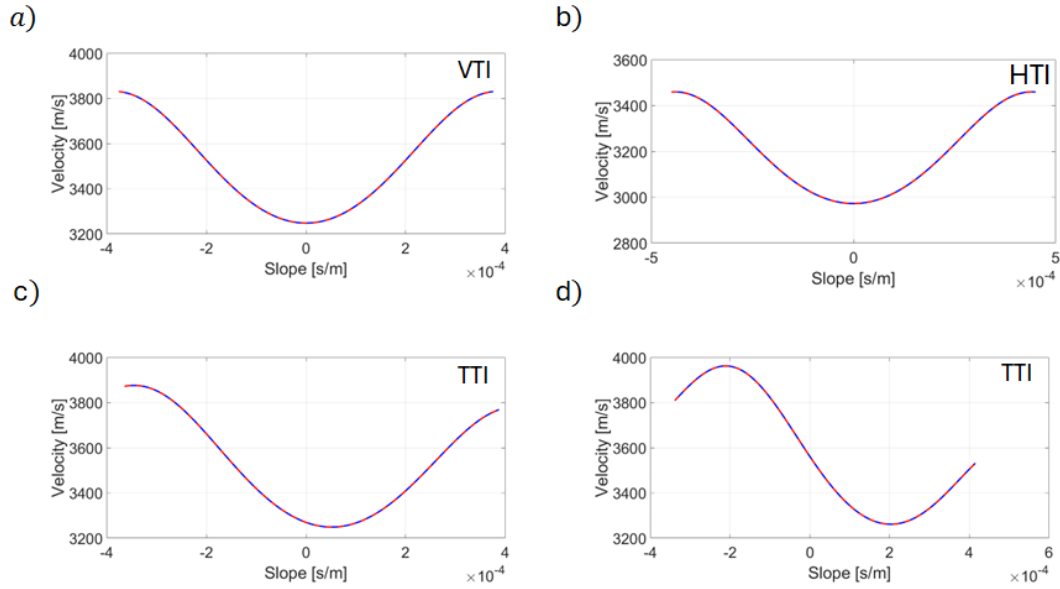 a)
VTI
4000
3800
3600
3400
3200
Velocity [m/s]
-4 -2 0 2 4
Slope [s/m]
×10⁻⁴
b)
HTI
3600
3400
3200
3000
2800
Velocity [m/s]
-5 0 5
Slope [s/m]
×10⁻⁴
c)
TTI
4000
3800
3600
3400
3200
Velocity [m/s]
-4 -2 0 2 4
Slope [s/m]
×10⁻⁴
d)
TTI
4000
3800
3600
3400
3200
Velocity [m/s]
-4 -2 0 2 4 6
Slope [s/m]
×10⁻⁴